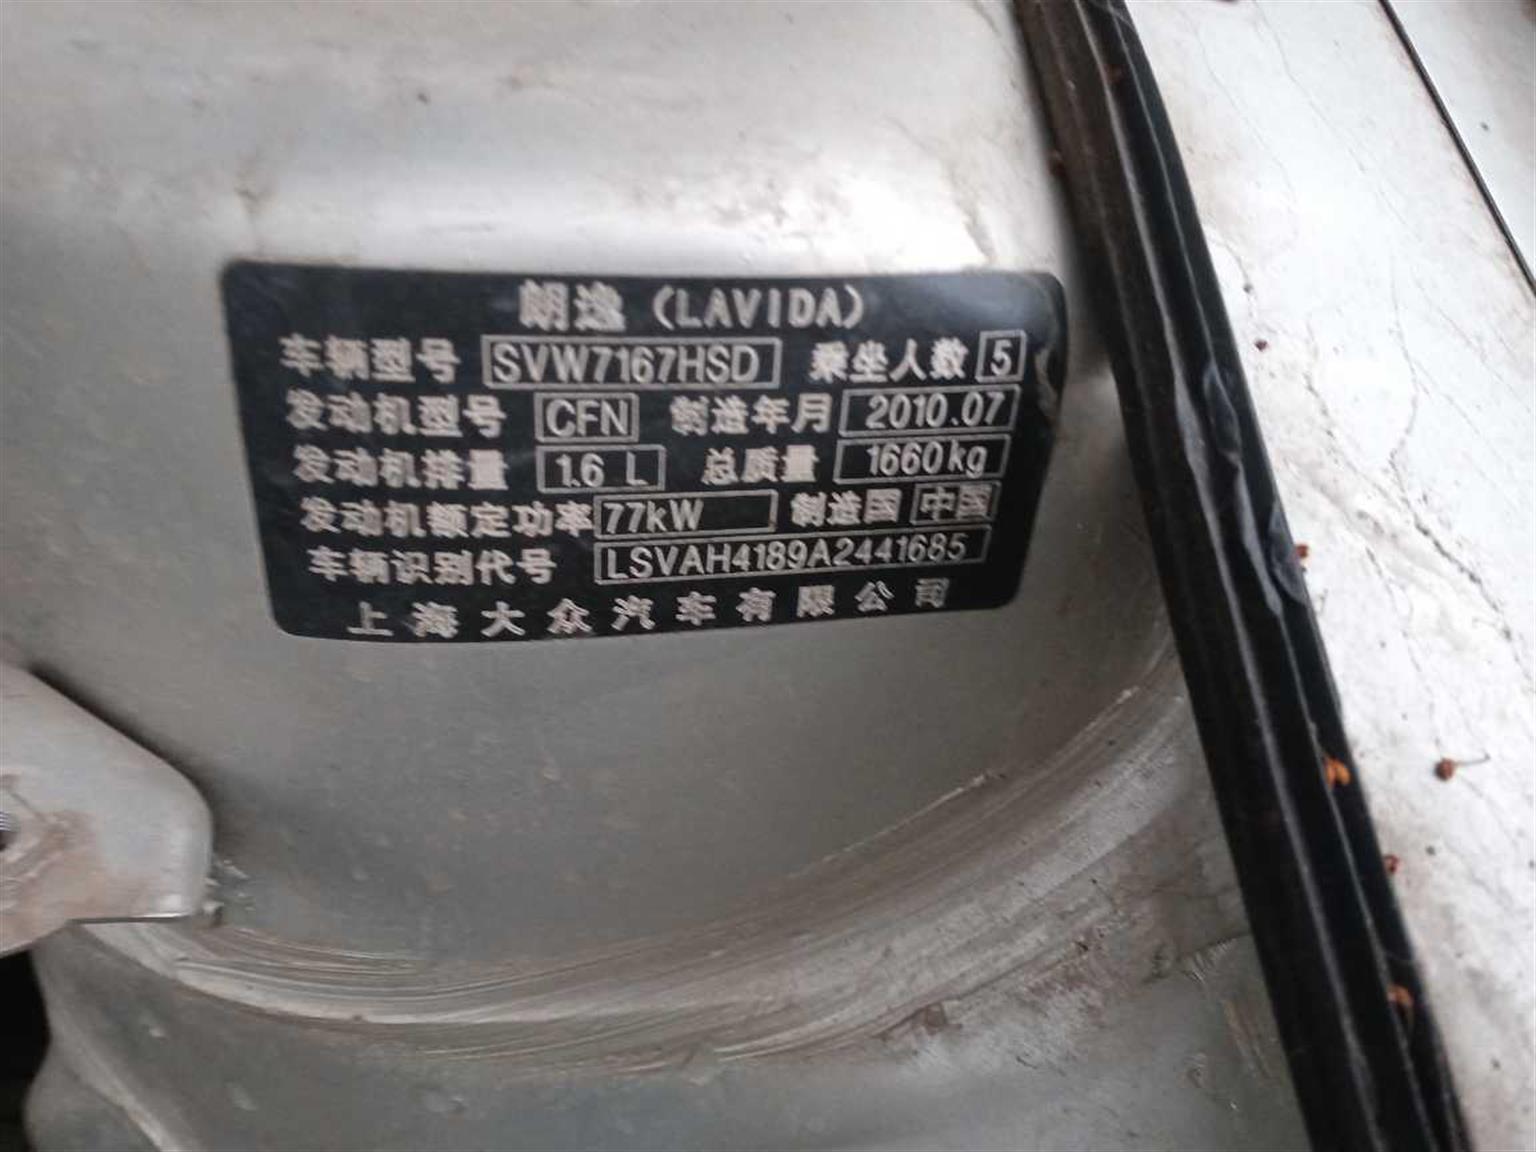 朗逸 (LAVIDA)
车辆型号 SVW7167HSD 乘坐人数 5
发动机型号 CFN 制造年月 2010.07
发动机排量 1.6 L 总质量 1660kg
发动机额定功率 77kW 制造国 中国
车辆识别代号 LSVAH4189A2441685
上海大众汽车有限公司